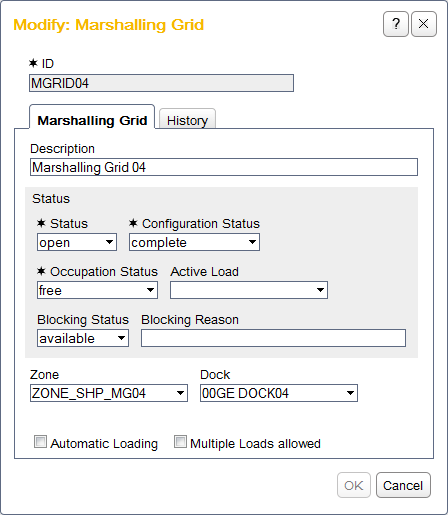 Modify: Marshalling Grid
?
✶ ID
MGRID04
Marshalling Grid History
Description
Marshalling Grid 04
Status
✶ Status ✶ Configuration Status
open complete
✶ Occupation Status Active Load
free
Blocking Status Blocking Reason
available
Zone Dock
ZONE_SHP_MG04 00GE DOCK04
Automatic Loading Multiple Loads allowed
OK Cancel